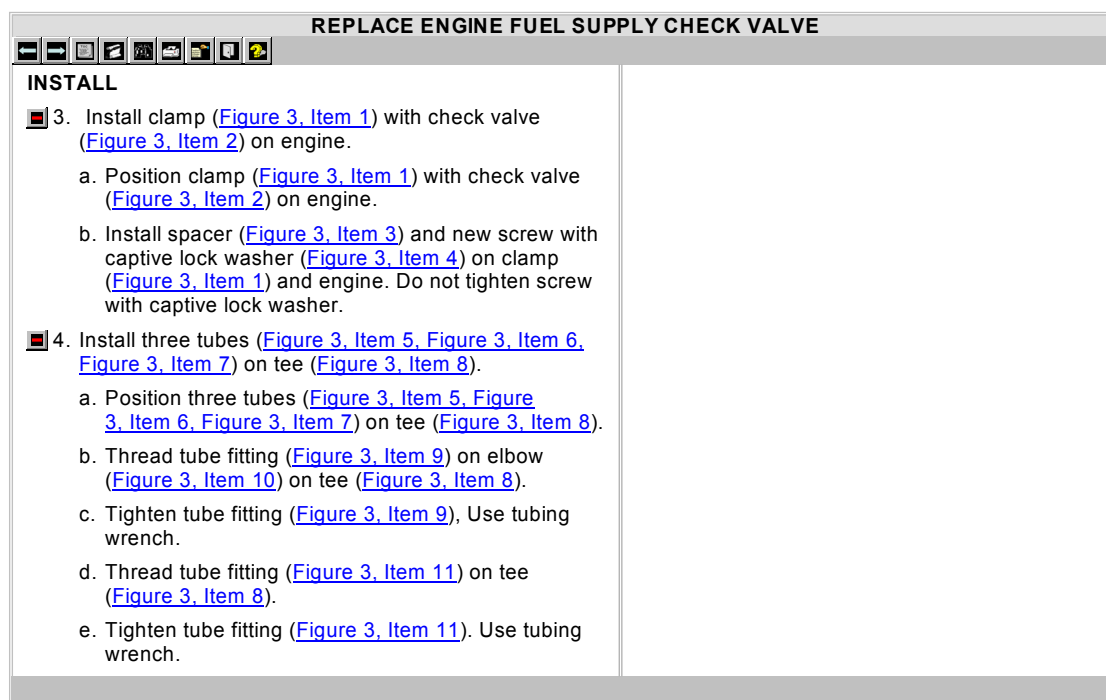 REPLACE ENGINE FUEL SUPPLY CHECK VALVE
INSTALL
3. Install clamp (Figure 3, Item 1) with check valve
(Figure 3, Item 2) on engine.
a. Position clamp (Figure 3, Item 1) with check valve
(Figure 3, Item 2) on engine.
b. Install spacer (Figure 3, Item 3) and new screw with
captive lock washer (Figure 3, Item 4) on clamp
(Figure 3, Item 1) and engine. Do not tighten screw
with captive lock washer.
4. Install three tubes (Figure 3, Item 5, Figure 3, Item 6,
Figure 3, Item 7) on tee (Figure 3, Item 8).
a. Position three tubes (Figure 3, Item 5, Figure
3, Item 6, Figure 3, Item 7) on tee (Figure 3, Item 8).
b. Thread tube fitting (Figure 3, Item 9) on elbow
(Figure 3, Item 10) on tee (Figure 3, Item 8).
c. Tighten tube fitting (Figure 3, Item 9), Use tubing
wrench.
d. Thread tube fitting (Figure 3, Item 11) on tee
(Figure 3, Item 8).
e. Tighten tube fitting (Figure 3, Item 11). Use tubing
wrench.